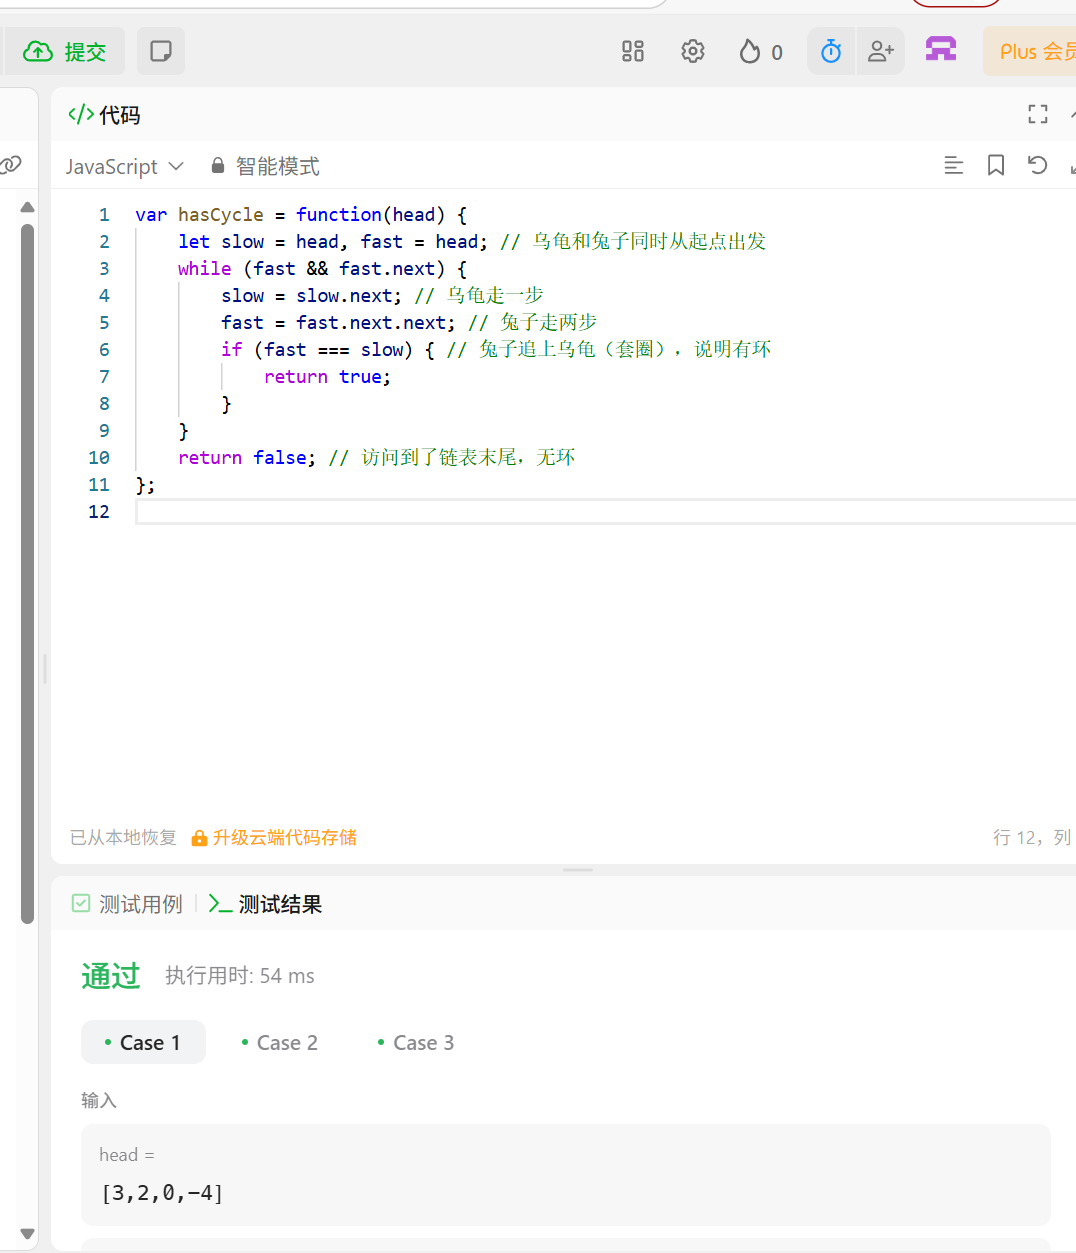 提交
0
Plus 会员
</> 代码
JavaScript 智能模式
1 var hasCycle = function(head) {
2 let slow = head, fast = head; // 乌龟和兔子同时从起点出发
3 while (fast && fast.next) {
4 slow = slow.next; // 乌龟走一步
5 fast = fast.next.next; // 兔子走两步
6 if (fast === slow) { // 兔子追上乌龟（套圈），说明有环
7 return true;
8 }
9 }
10 return false; // 访问到了链表末尾，无环
11 };
12
已从本地恢复 升级云端代码存储 行 12，列
测试用例 测试结果
通过 执行用时: 54 ms
Case 1 Case 2 Case 3
输入
head =
[3,2,0,-4]